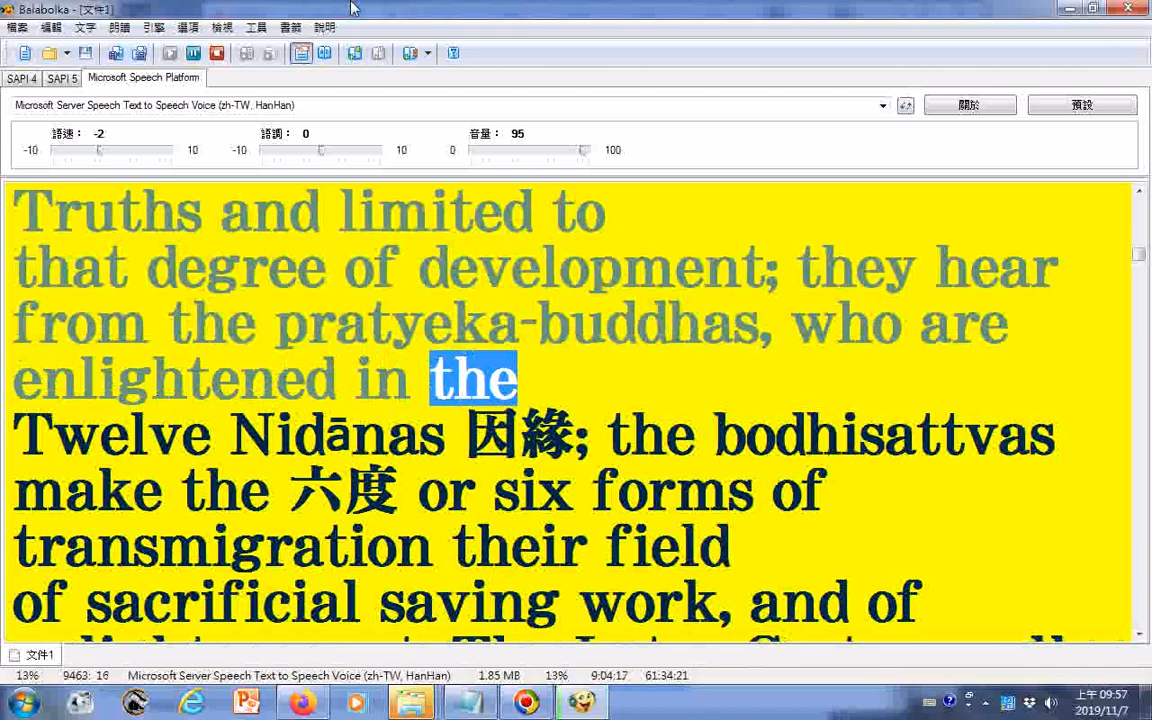 Balabolka - [文件1]
檔案 編輯 文字 朗讀 引擎 選項 檢視 工具 書籤 說明
SAPI 4 SAPI 5 Microsoft Speech Platform
Microsoft Server Speech Text to Speech Voice (zh-TW, HanHan) 關於 預設
語速： -2 語調： 0 音量： 95
-10 10 -10 10 0 100
Truths and limited to
that degree of development; they hear
from the pratyeka-buddhas, who are
enlightened in the
Twelve Nidānas 因緣; the bodhisattvas
make the 六度 or six forms of
transmigration their field
of sacrificial saving work, and of
文件1
13% 9463: 16 Microsoft Server Speech Text to Speech Voice (zh-TW, HanHan) 1.85 MB 13% 9:04:17 61:34:21
上午 09:57
2019/11/7